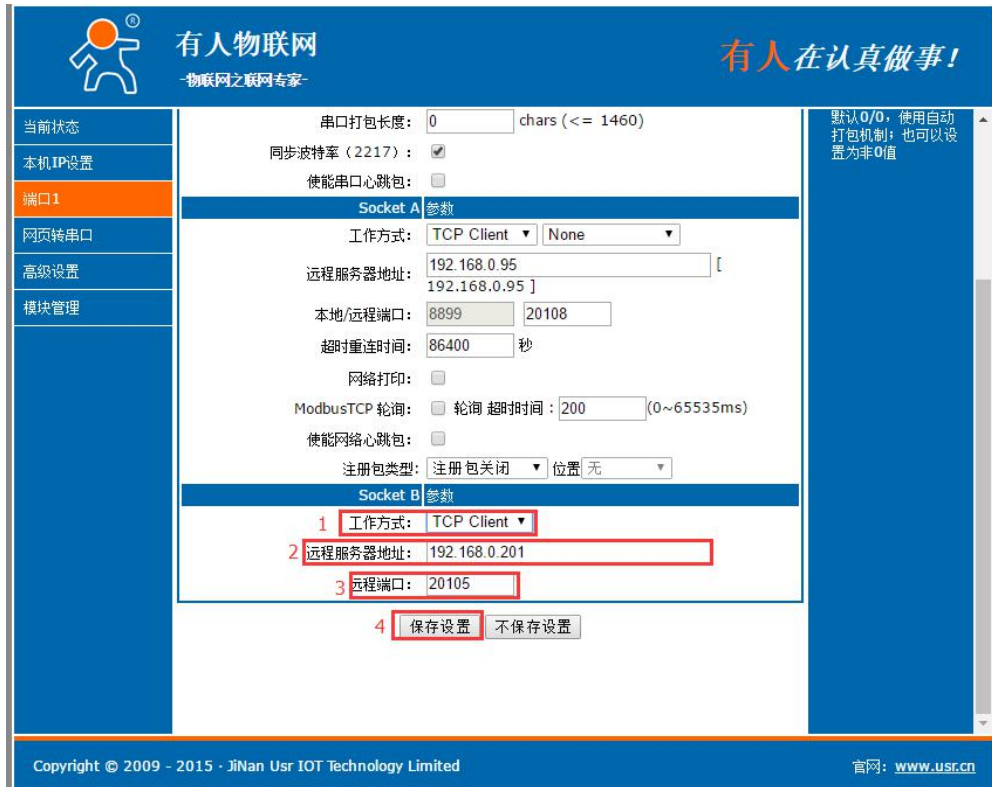 ®
有人物联网
-物联网之联网专家-
有人在认真做事!
当前状态
本机IP设置
端口1
网页转串口
高级设置
模块管理
串口打包长度: 0 chars (<= 1460)
同步波特率（2217）:
使能串口心跳包:
Socket A 参数
工作方式: TCP Client None
远程服务器地址: 192.168.0.95 [
192.168.0.95 ]
本地/远程端口: 8899 20108
超时重连时间: 86400 秒
网络打印:
ModbusTCP 轮询: 轮询 超时时间 : 200 (0~65535ms)
使能网络心跳包:
注册包类型: 注册包关闭 位置 无
Socket B 参数
1 工作方式: TCP Client
2 远程服务器地址: 192.168.0.201
3 远程端口: 20105
4 保存设置 不保存设置
默认0/0，使用自动
打包机制；也可以设
置为非0值
Copyright © 2009 - 2015 · JiNan Usr IOT Technology Limited
官网: www.usr.cn